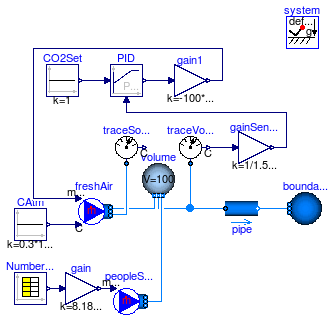 system
def...
g
CO2Set
PID
gain1
P...
k=1
k=-100*...
traceSo...
traceVo...
gainSen...
C
C
k=1/1.5...
volume
V=100
freshAir
m...
CAtm
C
k=0.3*1...
bounda...
pipe
Number...
gain
peopleS...
m...
k=8.18...